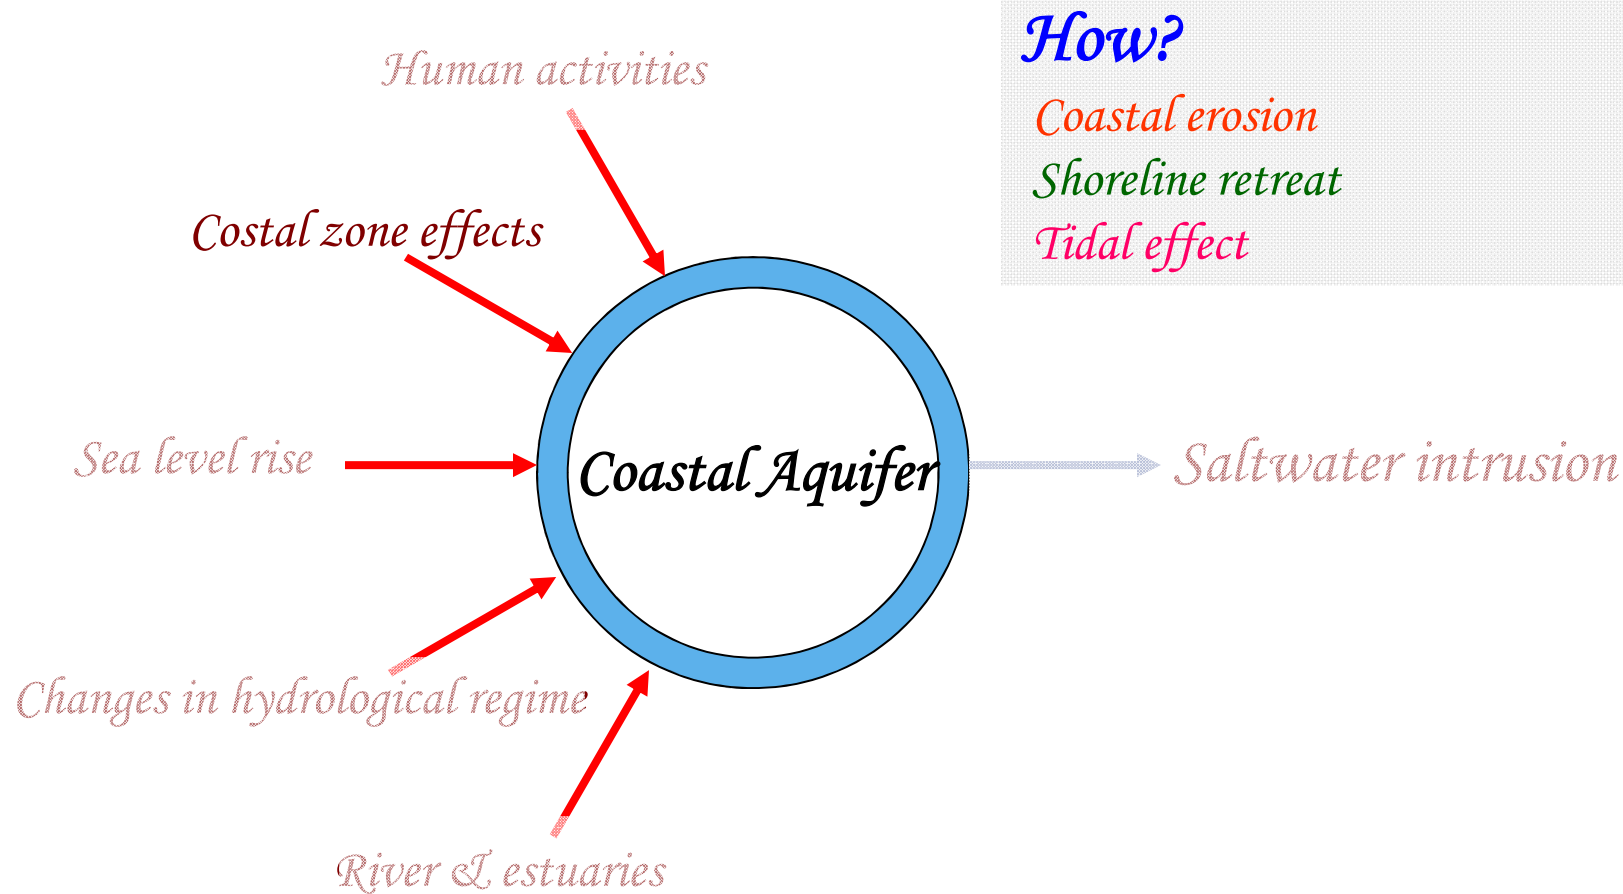 How?
Human activities
Coastal erosion
Shoreline retreat
Costal zone effects
Tidal effect
Sea level rise
Coastal Aquifer
Saltwater intrusion
Changes in hydrological regime
River & estuaries